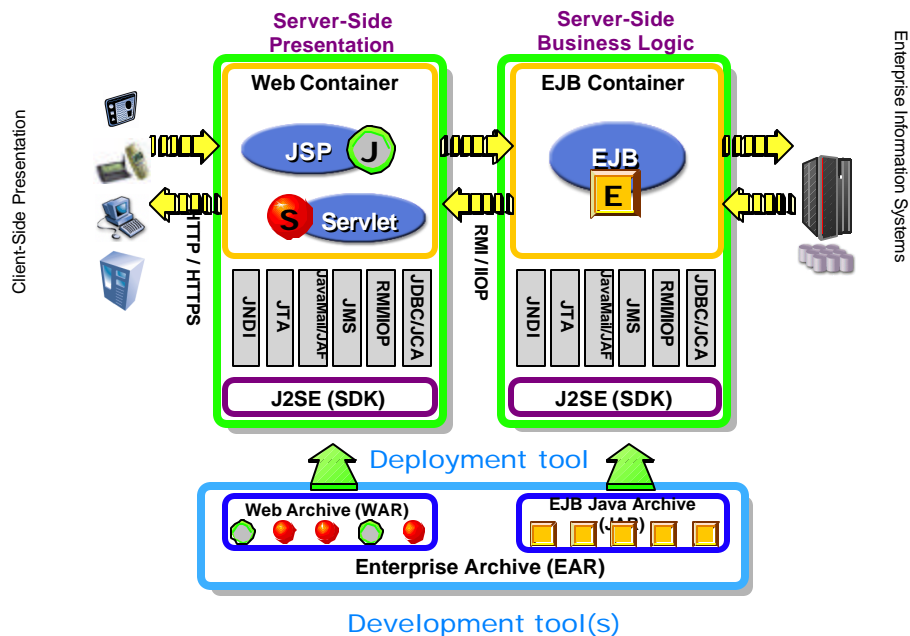 Server-Side
Presentation
Server-Side
Business Logic
Client-Side Presentation
Enterprise Information Systems
Web Container
EJB Container
JSP
J
EJB
E
S
Servlet
HTTP / HTTPS
RMI / IIOP
JNDI
JTA
JavaMail/JAF
JMS
RMI/IIOP
JDBC/JCA
JNDI
JTA
JavaMail/JAF
JMS
RMI/IIOP
JDBC/JCA
J2SE (SDK)
J2SE (SDK)
Deployment tool
Web Archive (WAR)
EJB Java Archive
(JAR)
Enterprise Archive (EAR)
Development tool(s)